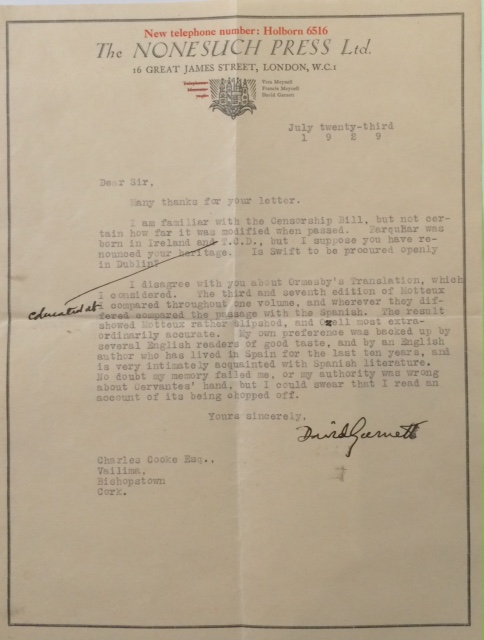 New telephone number: Holborn 6516
The NONESUCH PRESS Ltd.
16 GREAT JAMES STREET, LONDON, W.C.1
Vera Meynell
Francis Meynell
David Garnett
July twenty-third
1 9 2 9
Dear Sir,
Many thanks for your letter.
I am familiar with the Censorship Bill, but not cer-
tain how far it was modified when passed. FarquRar was
born in Ireland and T.C.D., but I suppose you have re-
nounced your heritage. Is Swift to be procured openly
in Dublin?
I disagree with you about Ormesby's Translation, which
I considered. The third and seventh edition of Motteux
I compared throughout one volume, and wherever they dif-
fered compared the passage with the Spanish. The result
showed Motteux rather slipshod, and Ozell most extra-
ordinarily accurate. My own preference was backed up by
several English readers of good taste, and by an English
author who has lived in Spain for the last ten years, and
is very intimately acquainted with Spanish literature.
No doubt my memory failed me, or my authority was wrong
about Cervantes' hand, but I could swear that I read an
account of its being chopped off.
educated at
Yours sincerely.
David Garnett
Charles Cooke Esq.,
Vailima,
Bishopstown
Cork.